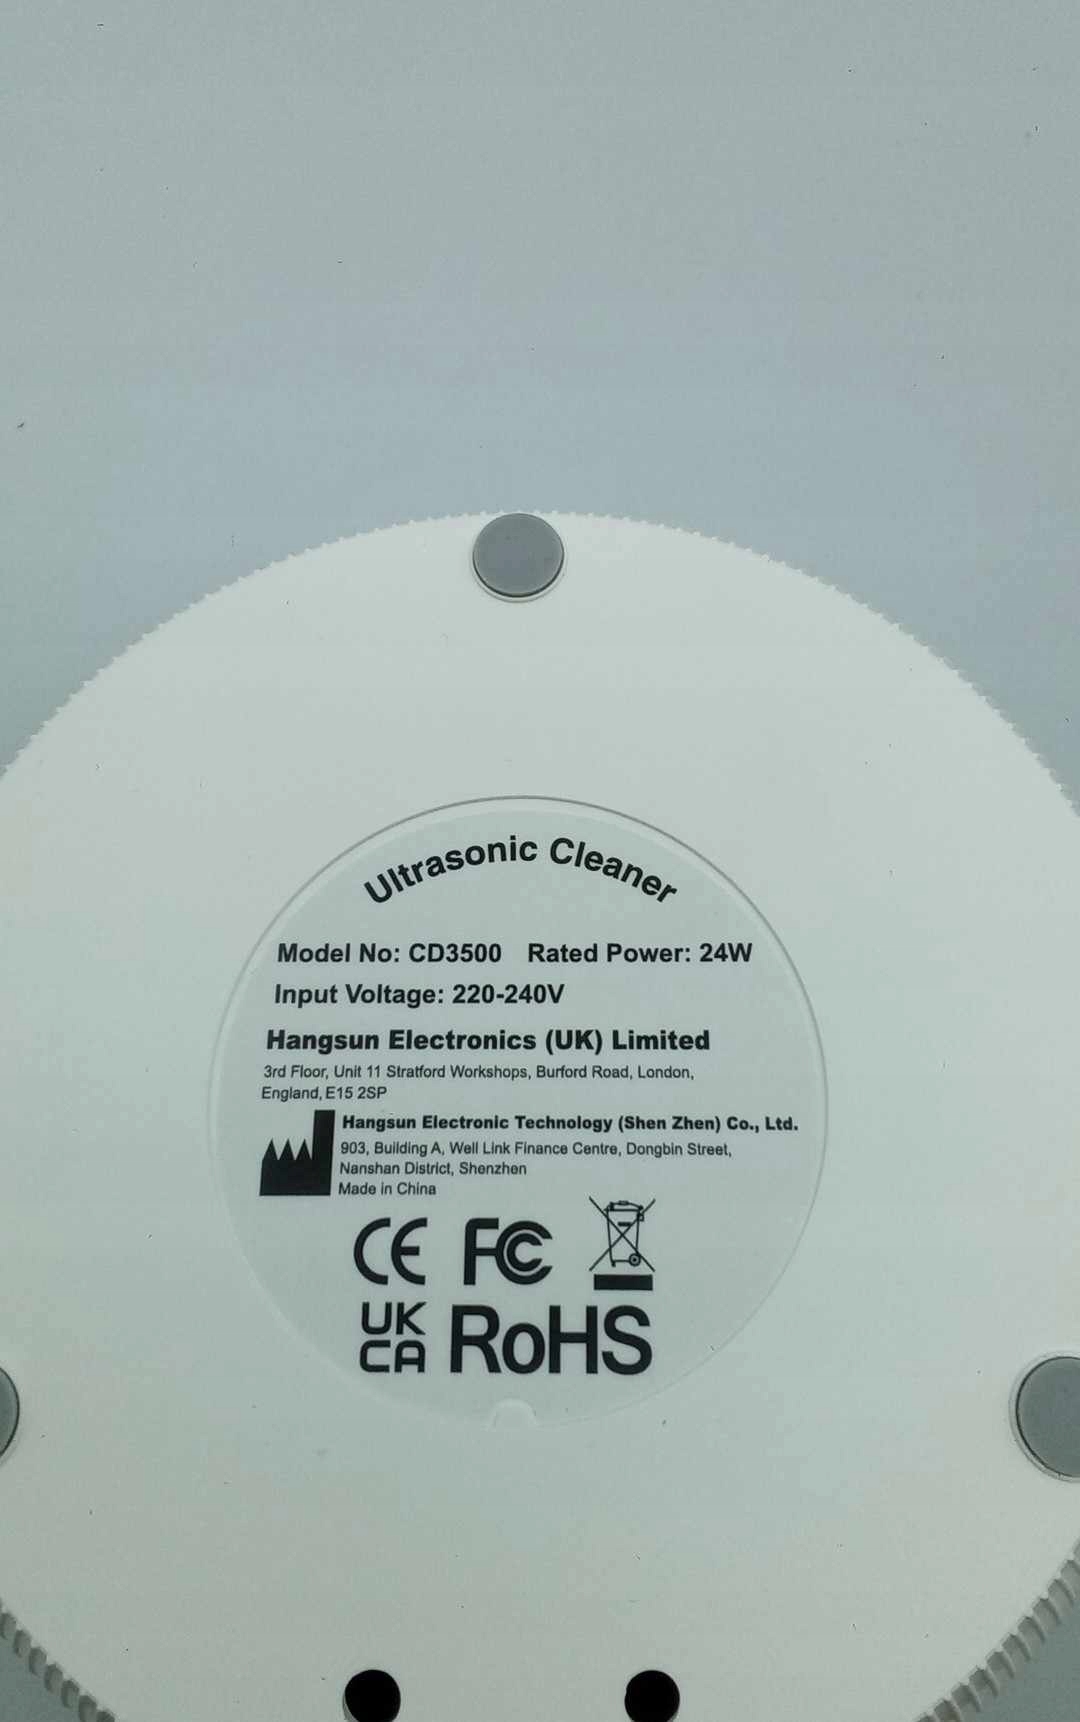 Ultrasonic Cleaner
Model No: CD3500 Rated Power: 24W
Input Voltage: 220-240V
Hangsun Electronics (UK) Limited
3rd Floor, Unit 11 Stratford Workshops, Burford Road, London,
England, E15 2SP
Hangsun Electronic Technology (Shen Zhen) Co., Ltd.
903, Building A, Well Link Finance Centre, Dongbin Street,
Nanshan District, Shenzhen
Made in China
CE FC
UK
CA RoHS